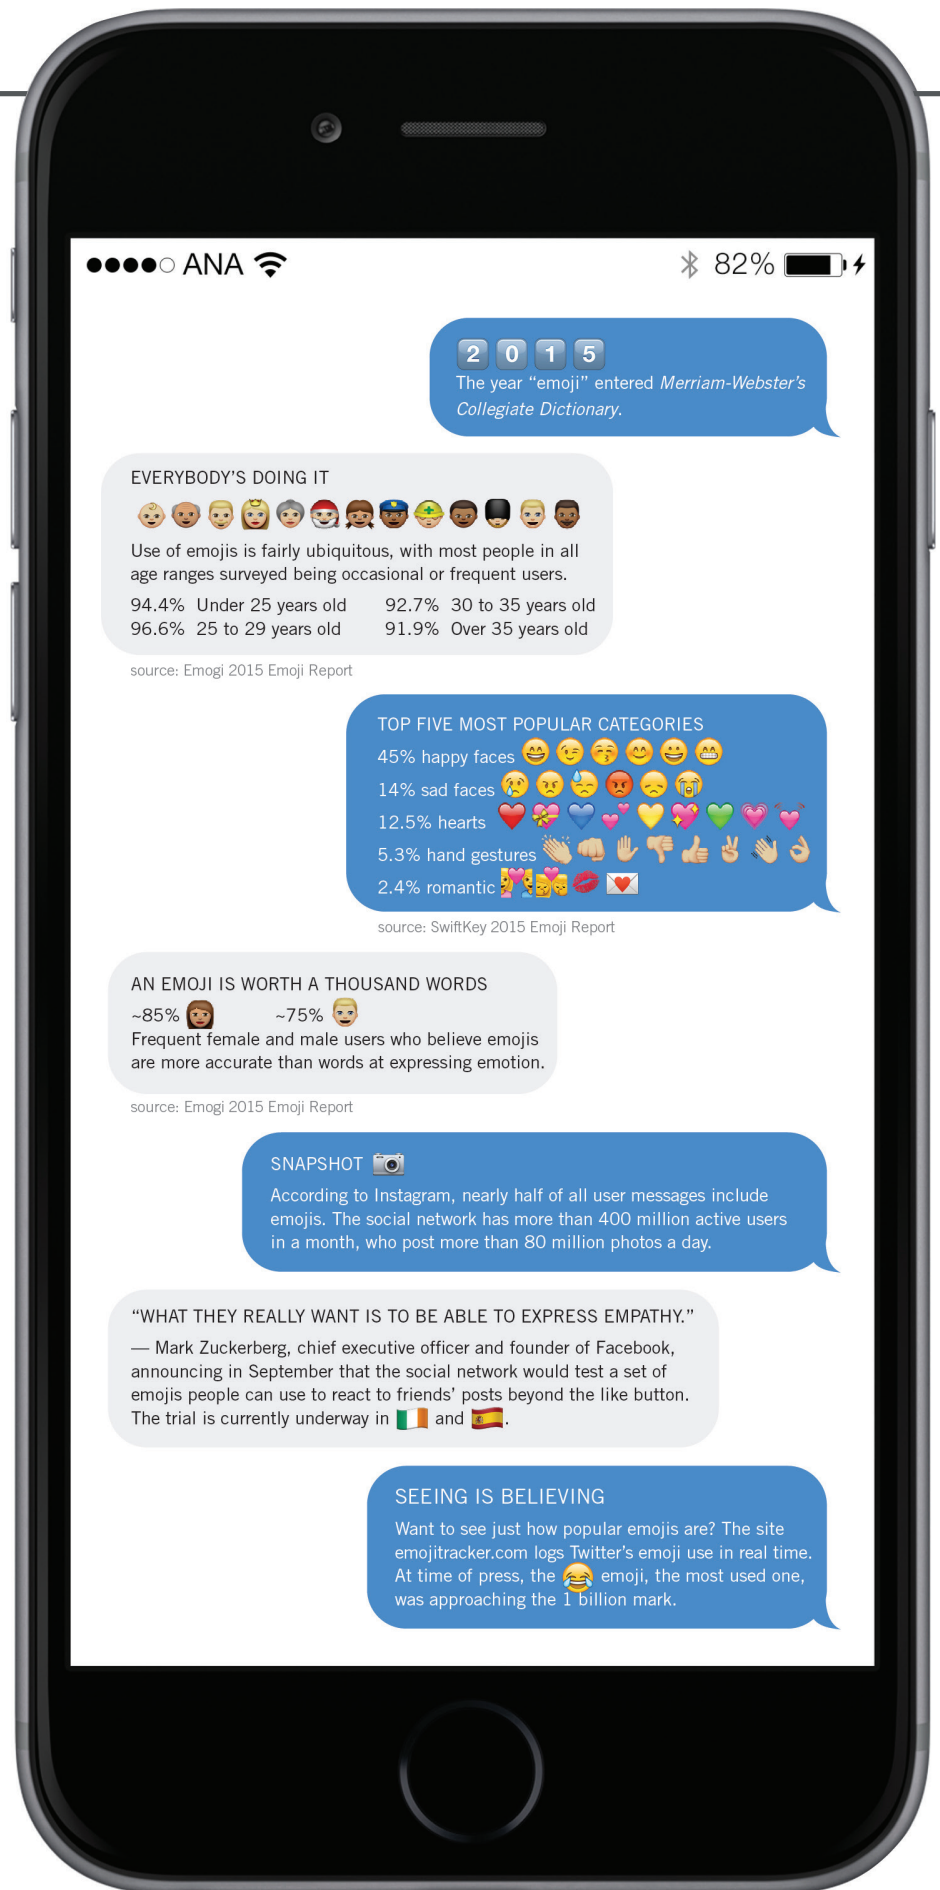 ANA 82%
2 0 1 5
The year “emoji” entered Merriam-Webster’s
Collegiate Dictionary.
EVERYBODY’S DOING IT
Use of emojis is fairly ubiquitous, with most people in all
age ranges surveyed being occasional or frequent users.
94.4% Under 25 years old 92.7% 30 to 35 years old
96.6% 25 to 29 years old 91.9% Over 35 years old
source: Emogi 2015 Emoji Report
TOP FIVE MOST POPULAR CATEGORIES
45% happy faces
14% sad faces
12.5% hearts
5.3% hand gestures
2.4% romantic
source: SwiftKey 2015 Emoji Report
AN EMOJI IS WORTH A THOUSAND WORDS
~85% ~75%
Frequent female and male users who believe emojis
are more accurate than words at expressing emotion.
source: Emogi 2015 Emoji Report
SNAPSHOT
According to Instagram, nearly half of all user messages include
emojis. The social network has more than 400 million active users
in a month, who post more than 80 million photos a day.
“WHAT THEY REALLY WANT IS TO BE ABLE TO EXPRESS EMPATHY.”
— Mark Zuckerberg, chief executive officer and founder of Facebook,
announcing in September that the social network would test a set of
emojis people can use to react to friends’ posts beyond the like button.
The trial is currently underway in and .
SEEING IS BELIEVING
Want to see just how popular emojis are? The site
emojitracker.com logs Twitter’s emoji use in real time.
At time of press, the emoji, the most used one,
was approaching the 1 billion mark.